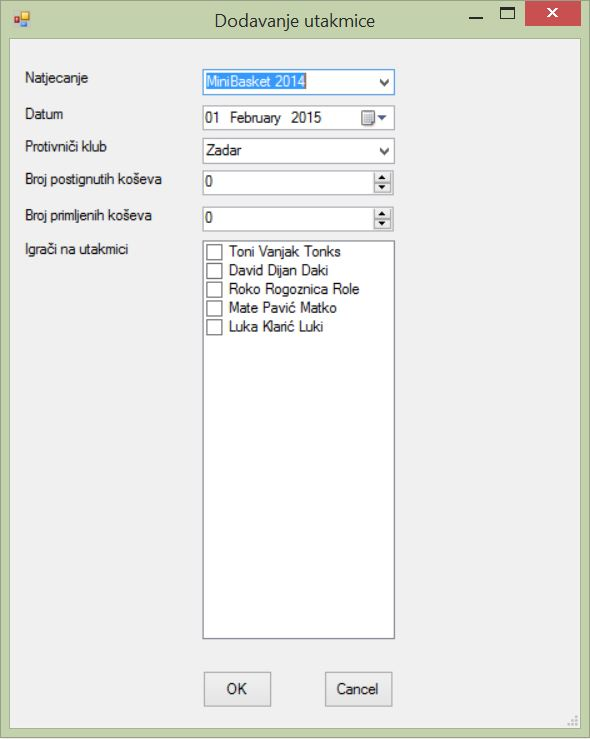 Dodavanje utakmice
Natjecanje
MiniBasket 2014
Datum
01 February 2015
Protivniči klub
Zadar
Broj postignutih koševa
0
Broj primljenih koševa
0
Igrači na utakmici
Toni Vanjak Tonks
David Dijan Daki
Roko Rogoznica Role
Mate Pavić Matko
Luka Klarić Luki
OK
Cancel